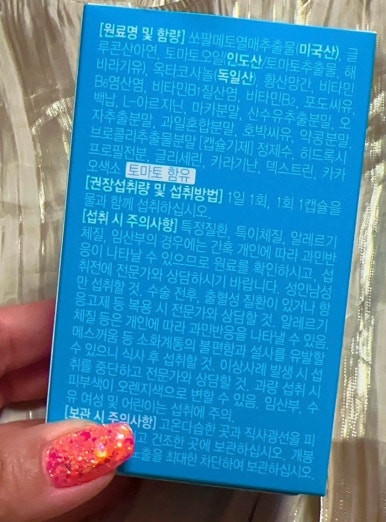 [원료명 및 함량] 쏘팔메토열매추출물(미국산), 글
루콘산아연, 토마토오일(인도산/토마토추출물, 해
바라기유), 옥타코사놀(독일산), 황산망간, 비타민
B₆염산염, 비타민B1질산염, 비타민B₂, 포도씨유
백납, L-아르지닌, 마카분말, 산수유추출분말, 오
자추출분말, 과일혼합분말, 호박씨유, 약콩분말,
브로콜리추출물분말 [캡슐기제] 정제수, 히드록시
프로필전분, 글리세린, 카라기난, 덱스트린, 카카
오색소 토마토 함유
[권장섭취량 및 섭취방법] 1일 1회, 1회 1캡슐을
물과 함께 섭취하십시오.
[섭취 시 주의사항] 특정질환, 특이체질, 알레르기
체질, 임산부의 경우에는 간혹 개인에 따라 과민반
응이 나타날 수 있으므로 원료를 확인하시고, 섭
취전에 전문가와 상담하시기 바랍니다. 성인남성
만 섭취할 것. 수술 전후, 출혈성 질환이 있거나 항
응고제 등 복용 시 전문가와 상담할 것. 알레르기
체질 등은 개인에 따라 과민반응을 나타낼 수 있음
메스꺼움 등 소화계통의 불편함과 설사를 유발할
수 있으니 식사 후 섭취할 것. 이상사례 발생 시 섭
취를 중단하고 전문가와 상담할 것. 과량 섭취 시
피부색이 오렌지색으로 변할 수 있음. 임산부, 수
유 여성 및 어린이는 섭취에 주의.
[보관 시 주의사항] 고온다습한 곳과 직사광선을 피
고 건조한 곳에 보관하십시오. 개봉
노출을 최대한 차단하여 보관하십시오.